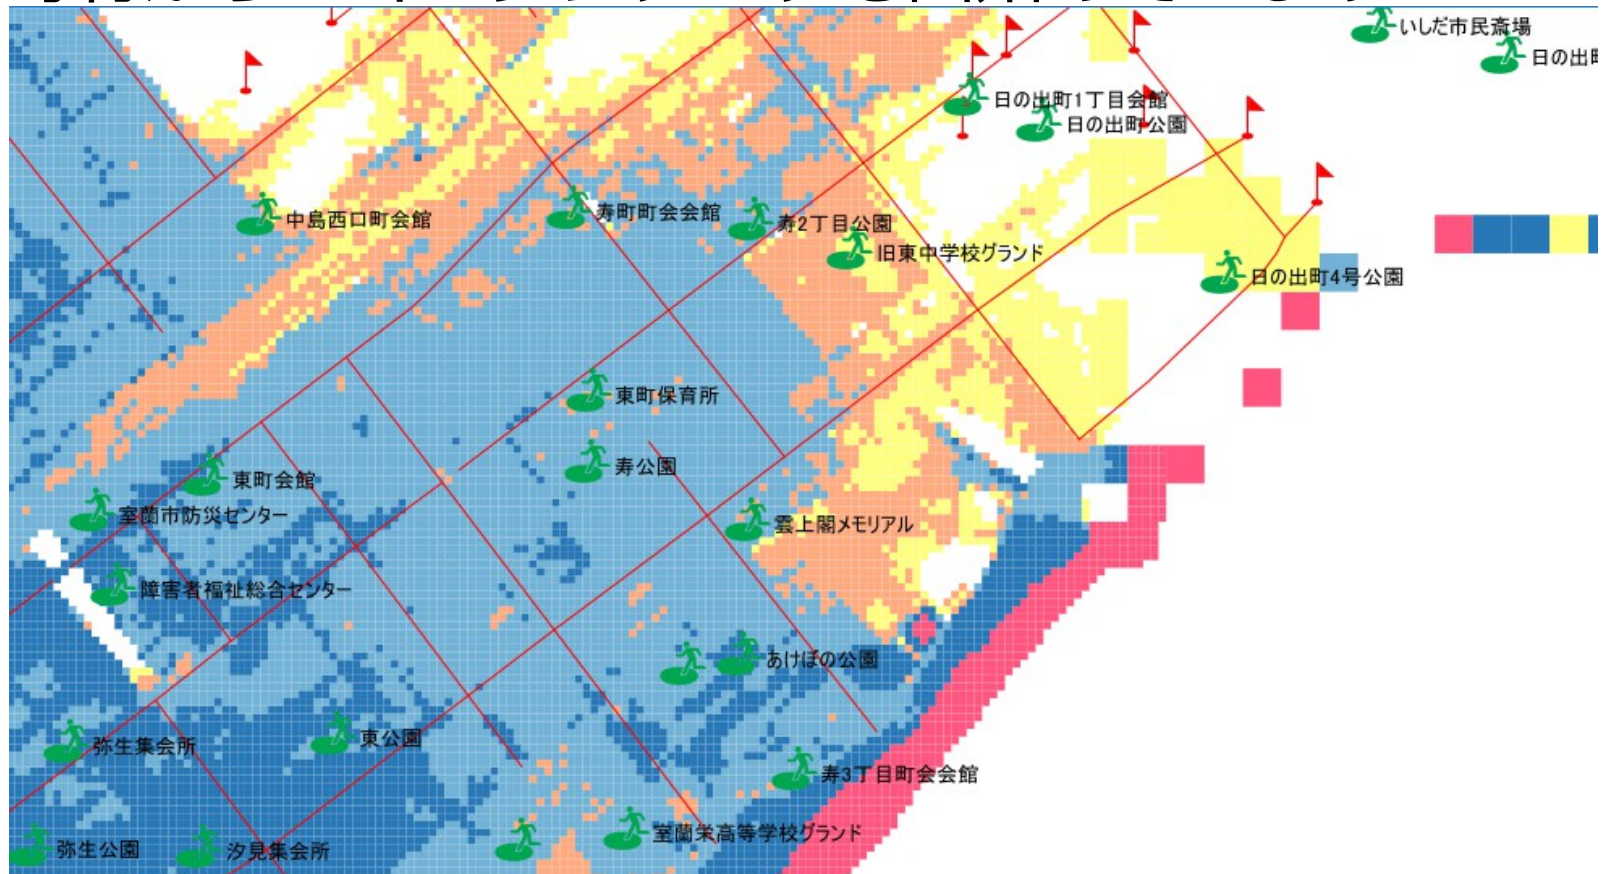 いしだ市民斎場
日の出町
日の出町1丁目会館
日の出町公園
中島西口町会館
寿町町会会館
寿2丁目公園
旧東中学校グランド
日の出町4号公園
東町保育所
寿公園
東町会館
室蘭市防災センター
雲上閣メモリアル
障害者福祉総合センター
あけぼの公園
弥生集会所
東公園
寿3丁目町会会館
室蘭栄高等学校グランド
弥生公園
汐見集会所